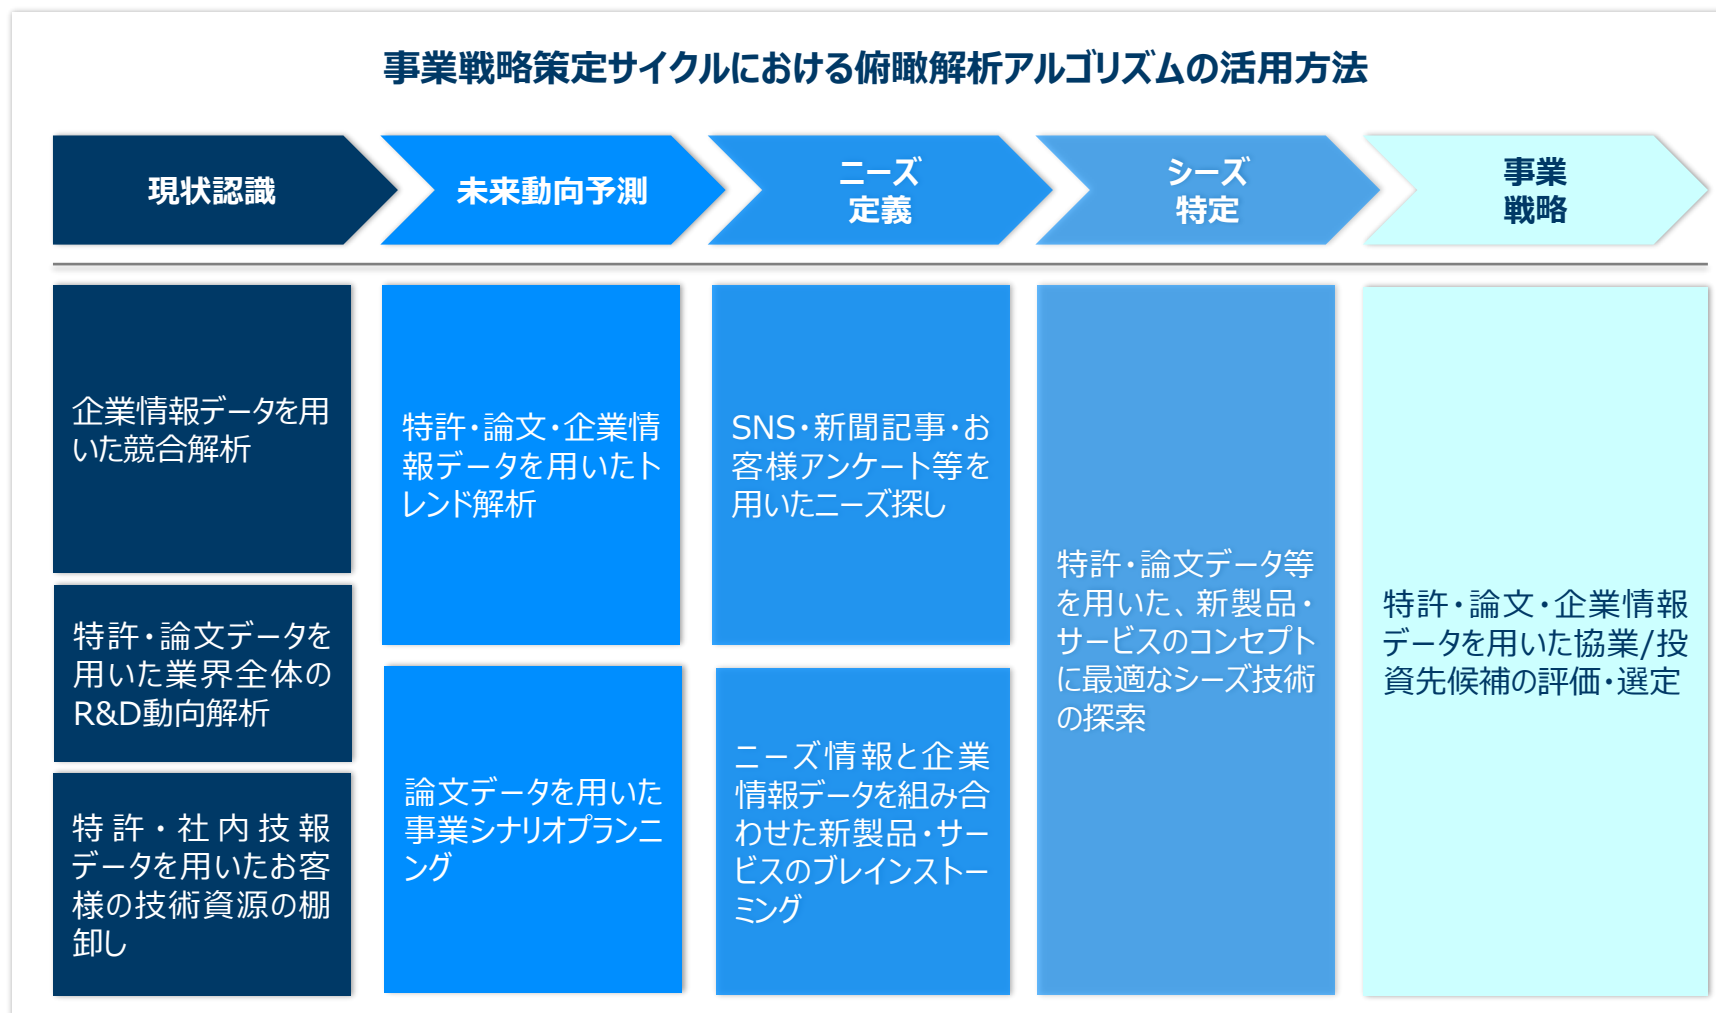 事業戦略策定サイクルにおける俯瞰解析アルゴリズムの活用方法
現状認識
未来動向予測
ニーズ
定義
シーズ
特定
事業
戦略
企業情報データを用
いた競合解析
特許・論文データを
用いた業界全体の
R&D動向解析
特許・社内技報
データを用いたお客
様の技術資源の棚
卸し
特許・論文・企業情
報データを用いたト
レンド解析
論文データを用いた
事業シナリオプランニ
ング
SNS・新聞記事・お
客様アンケート等を
用いたニーズ探し
ニーズ情報と企業
情報データを組み合
わせた新製品・サー
ビスのブレインストー
ミング
特許・論文データ等
を用いた、新製品・
サービスのコンセプト
に最適なシーズ技術
の探索
特許・論文・企業情報
データを用いた協業/投
資先候補の評価・選定